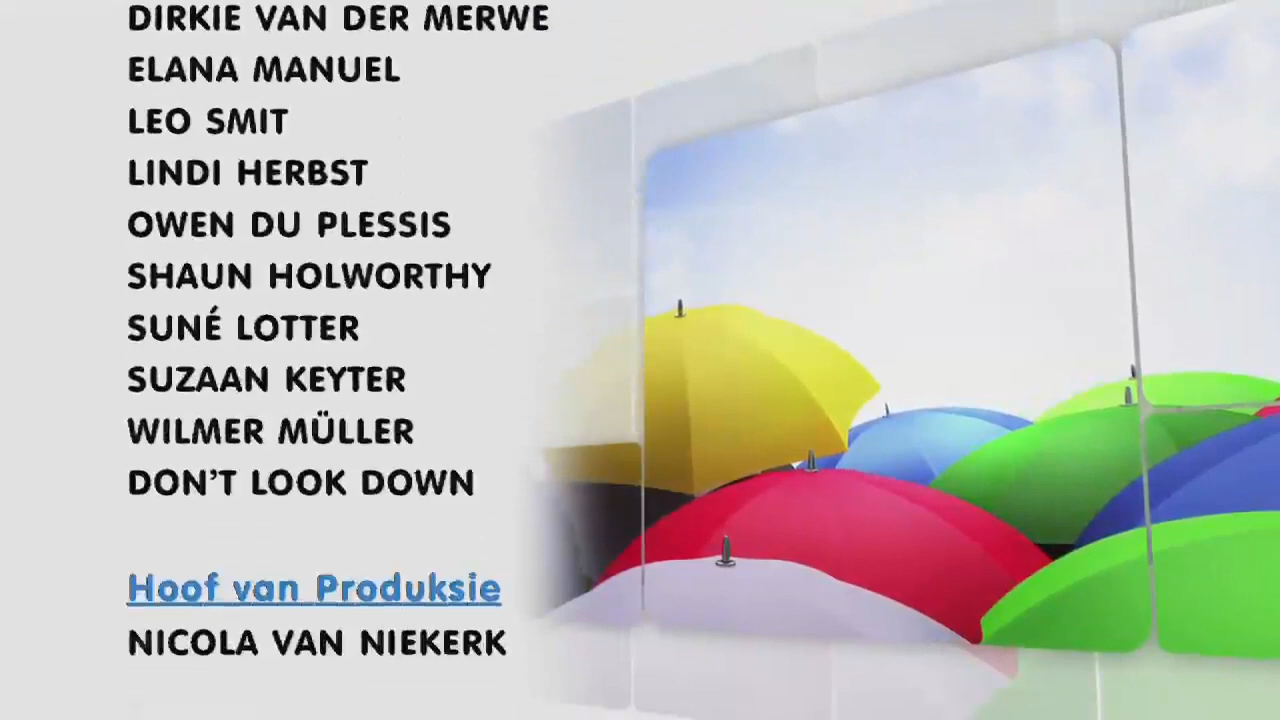 DIRKIE VAN DER MERWE
ELANA MANUEL
LEO SMIT
LINDI HERBST
OWEN DU PLESSIS
SHAUN HOLWORTHY
SUNÉ LOTTER
SUZAAN KEYTER
WILMER MÜLLER
DON’T LOOK DOWN
Hoof van Produksie
NICOLA VAN NIEKERK